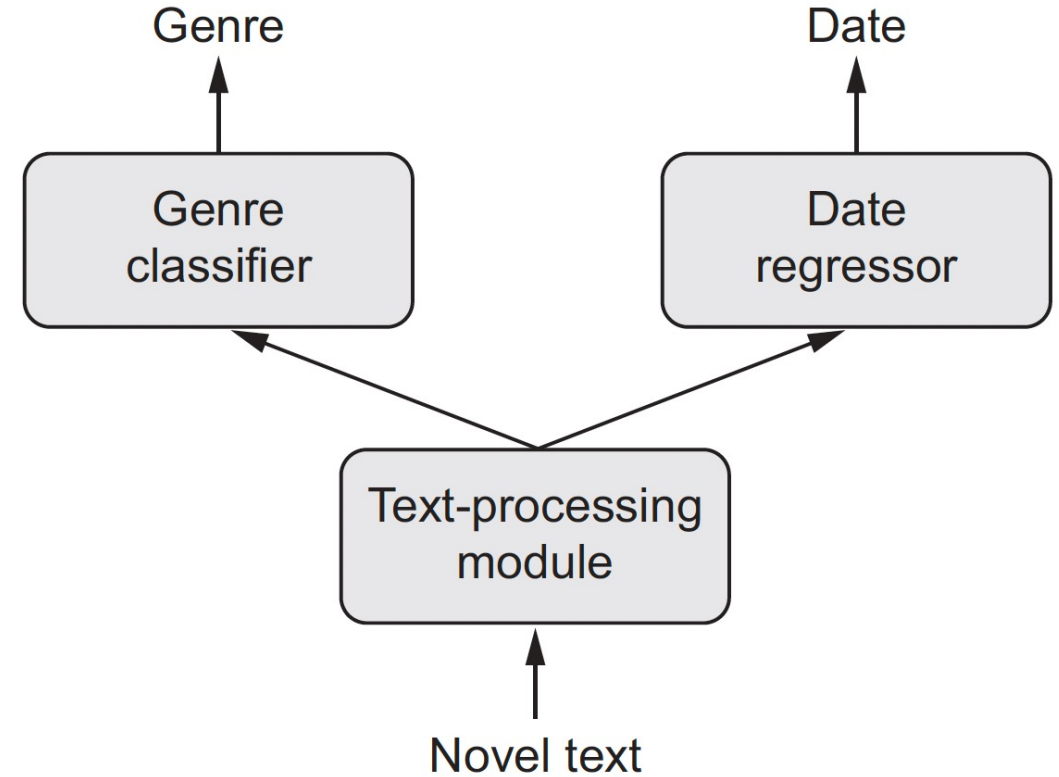 Genre
Date
Genre
classifier
Date
regressor
Text-processing
module
Novel text